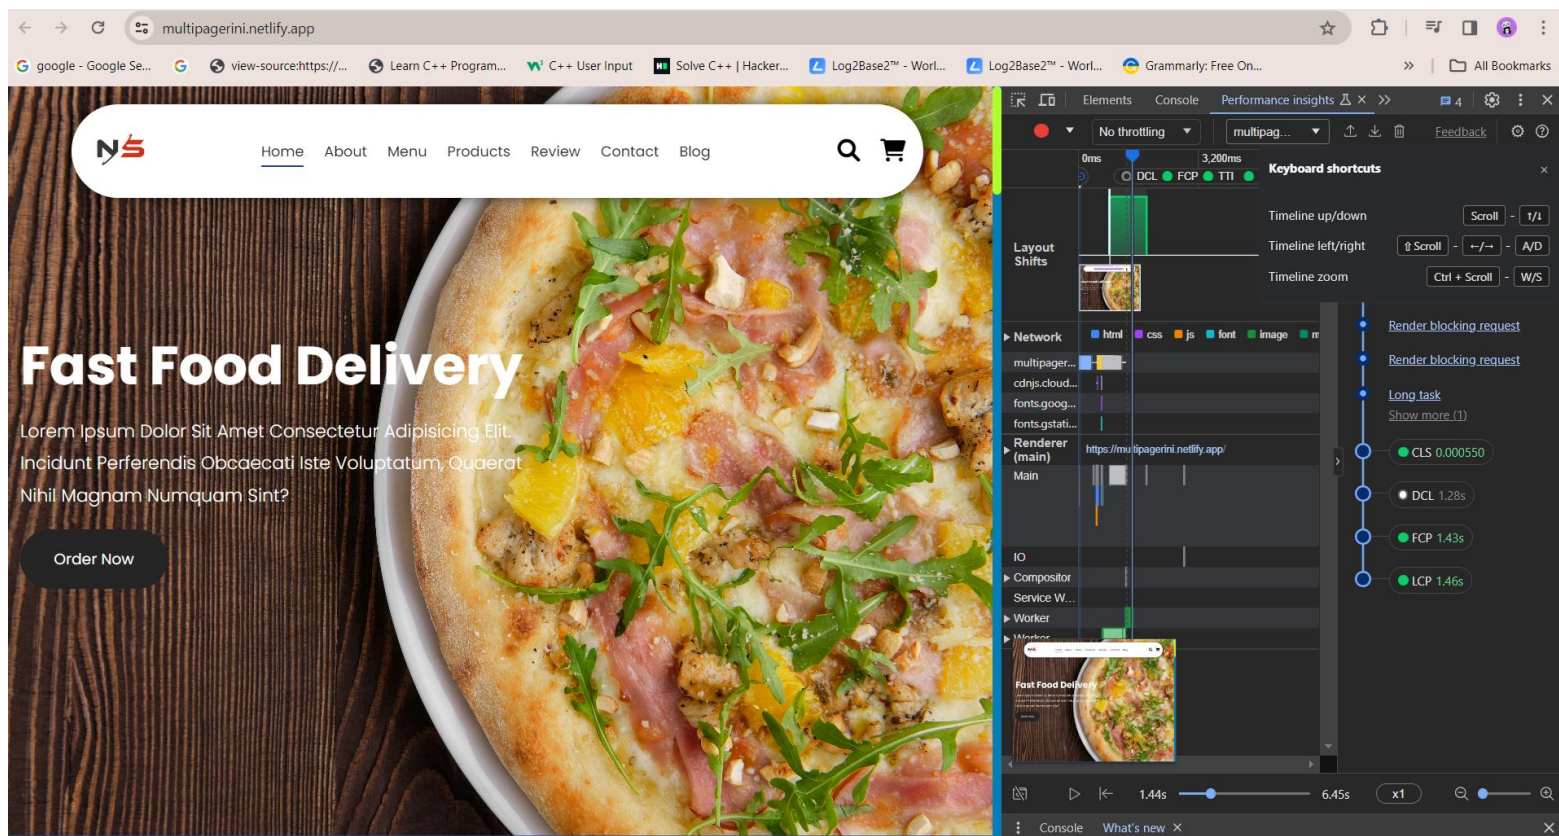 multipagerini.netlify.app
google - Google Se...
view-source:https://...
Learn C++ Program...
C++ User Input
Solve C++ | Hacker...
Log2Base2™ - Worl...
Log2Base2™ - Worl...
Grammarly: Free On...
All Bookmarks
NS
Home About Menu Products Review Contact Blog
Fast Food Delivery
Lorem Ipsum Dolor Sit Amet Consectetur Adipisicing Elit.
Incidunt Perferendis Obcaecati Iste Voluptatum, Quaerat
Nihil Magnam Numquam Sint?
Order Now
Elements Console Performance insights 4
No throttling multipag... Feedback
0ms 3,200ms
DCL FCP TTI
Keyboard shortcuts
Timeline up/down Scroll - ↑/↓
Timeline left/right ⇧ Scroll - ←/→ - A/D
Timeline zoom Ctrl + Scroll - W/S
Layout
Shifts
Network html css js font image m
multipager...
cdnjs.cloud...
fonts.goog...
fonts.gstati...
Renderer
(main)
https://multipagerini.netlify.app/
Main
IO
Compositor
Service W...
Worker
Worker
Render blocking request
Render blocking request
Long task
Show more (1)
CLS 0.000550
DCL 1.28s
FCP 1.43s
LCP 1.46s
Fast Food Delivery
1.44s 6.45s x1
Console What's new